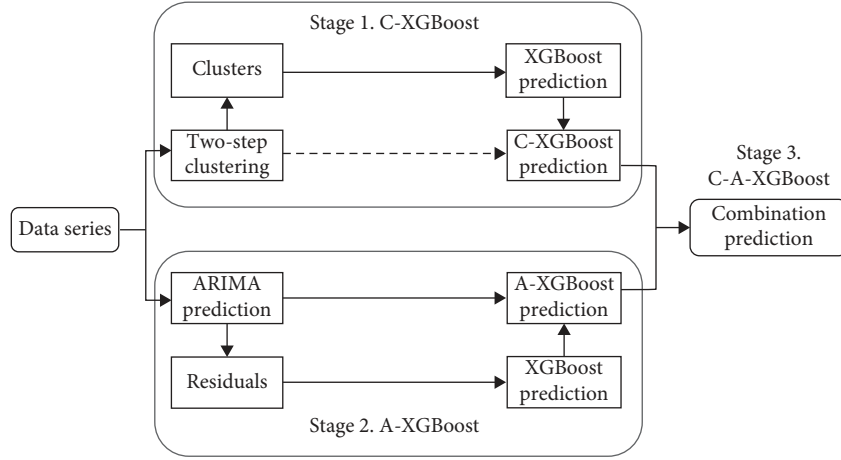 Stage 1. C-XGBoost
Clusters
XGBoost
prediction
Two-step
clustering
C-XGBoost
prediction
Stage 3.
C-A-XGBoost
Data series
Combination
prediction
ARIMA
prediction
A-XGBoost
prediction
Residuals
XGBoost
prediction
Stage 2. A-XGBoost